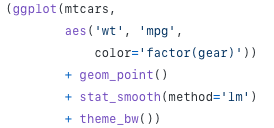 (ggplot(mtcars,
        aes('wt', 'mpg',
            color='factor(gear)'))
        + geom_point()
        + stat_smooth(method='lm')
        + theme_bw())